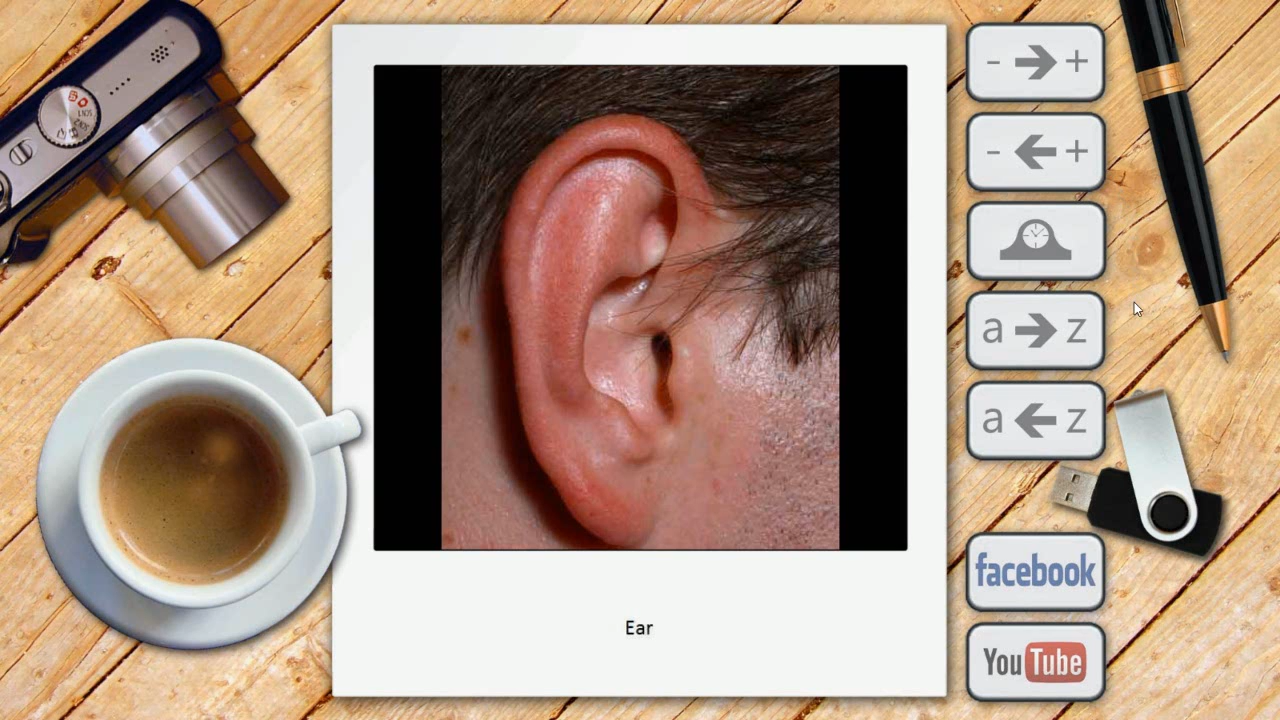 Ear
- → +
- ← +
a → z
a ← z
facebook
YouTube